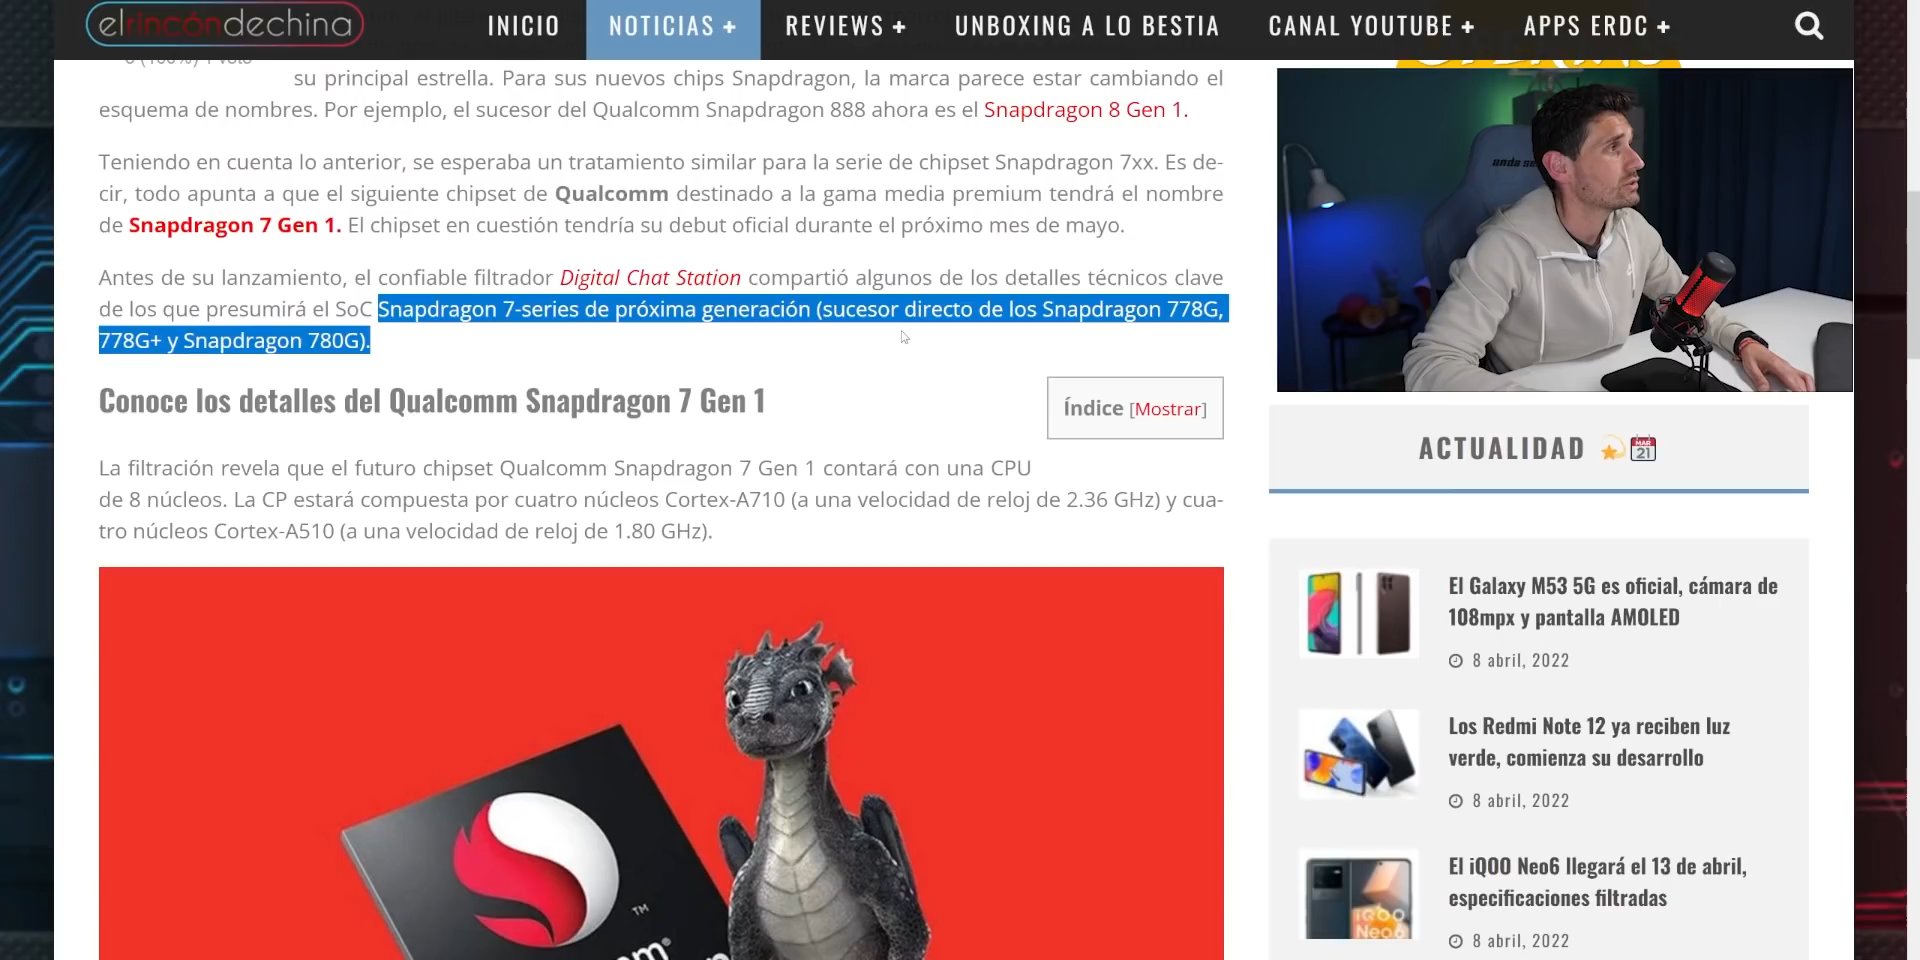 elrincóndechina
INICIO
NOTICIAS +
REVIEWS +
UNBOXING A LO BESTIA
CANAL YOUTUBE +
APPS ERDC +
su principal estrella. Para sus nuevos chips Snapdragon, la marca parece estar cambiando el
esquema de nombres. Por ejemplo, el sucesor del Qualcomm Snapdragon 888 ahora es el Snapdragon 8 Gen 1.
Teniendo en cuenta lo anterior, se esperaba un tratamiento similar para la serie de chipset Snapdragon 7xx. Es de-
cir, todo apunta a que el siguiente chipset de Qualcomm destinado a la gama media premium tendrá el nombre
de Snapdragon 7 Gen 1. El chipset en cuestión tendría su debut oficial durante el próximo mes de mayo.
Antes de su lanzamiento, el confiable filtrador Digital Chat Station compartió algunos de los detalles técnicos clave
de los que presumirá el SoC Snapdragon 7-series de próxima generación (sucesor directo de los Snapdragon 778G,
778G+ y Snapdragon 780G).
Conoce los detalles del Qualcomm Snapdragon 7 Gen 1
Índice [Mostrar]
La filtración revela que el futuro chipset Qualcomm Snapdragon 7 Gen 1 contará con una CPU
de 8 núcleos. La CP estará compuesta por cuatro núcleos Cortex-A710 (a una velocidad de reloj de 2.36 GHz) y cua-
tro núcleos Cortex-A510 (a una velocidad de reloj de 1.80 GHz).
TM
anda se
ACTUALIDAD
MAR
21
El Galaxy M53 5G es oficial, cámara de
108mpx y pantalla AMOLED
8 abril, 2022
Los Redmi Note 12 ya reciben luz
verde, comienza su desarrollo
8 abril, 2022
El iQOO Neo6 llegará el 13 de abril,
especificaciones filtradas
8 abril, 2022
iQOO
Neo6